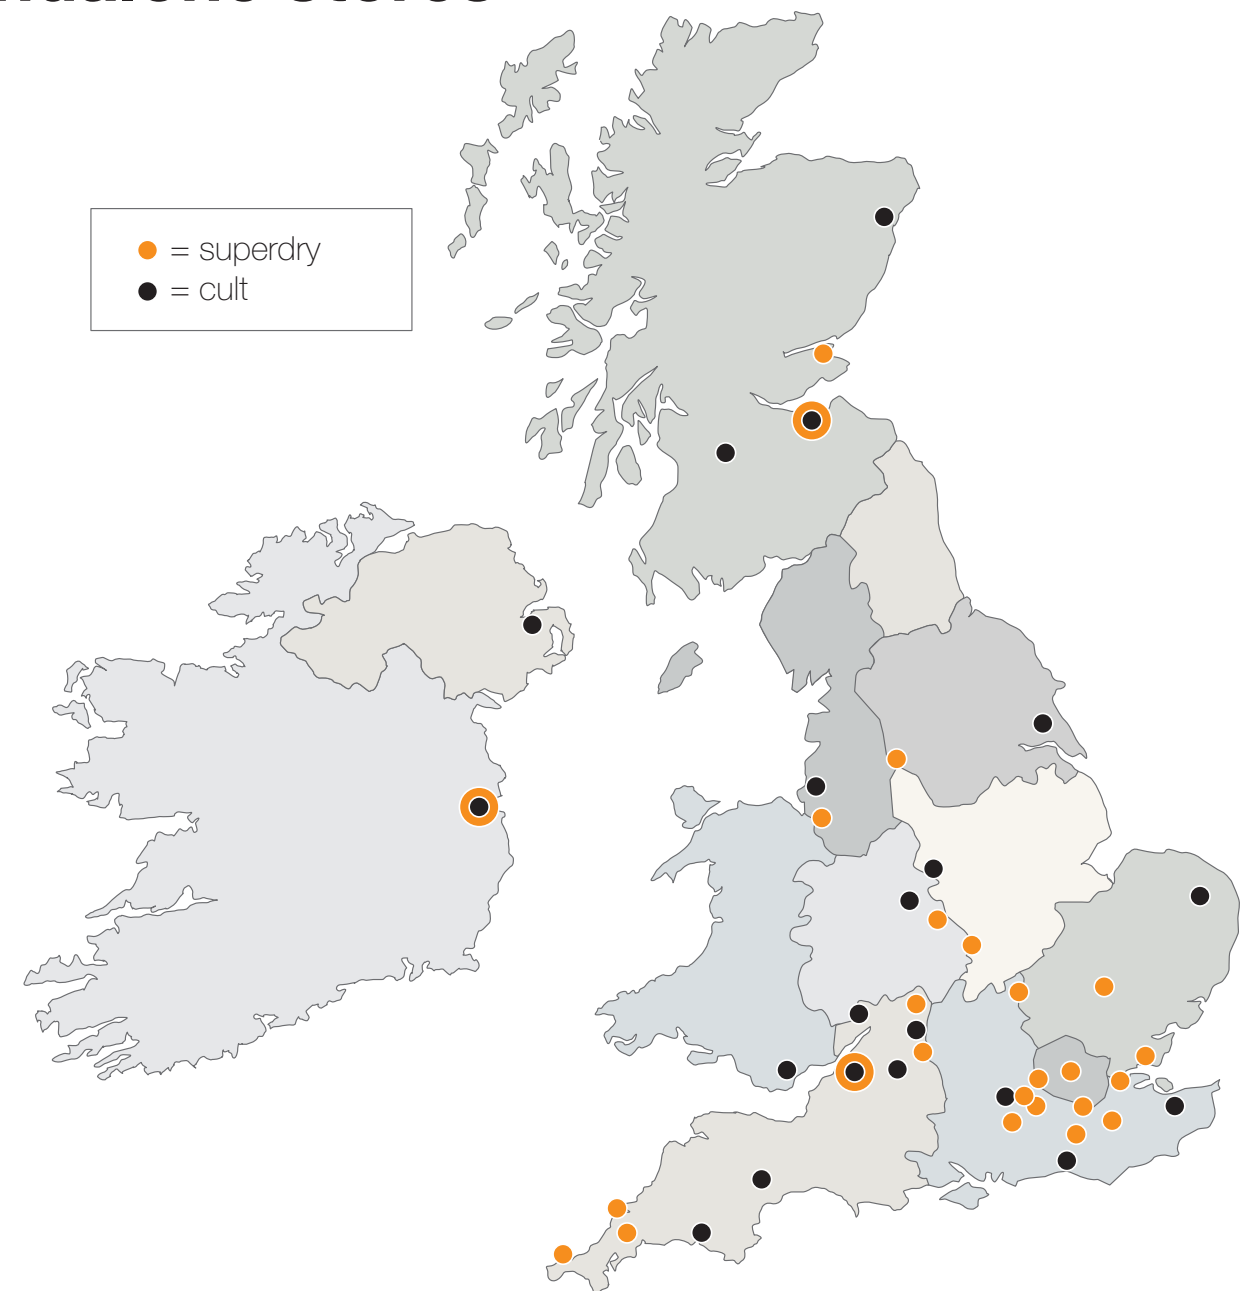 = superdry
= cult